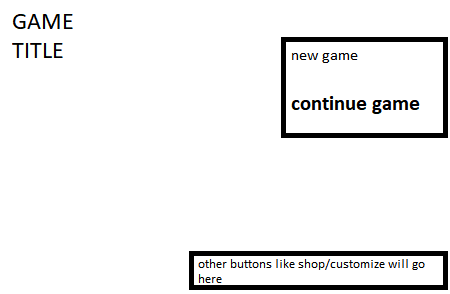 GAME
TITLE
new game
continue game
other buttons like shop/customize will go
here